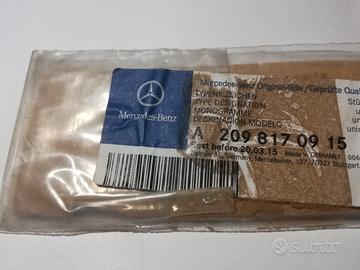 Mercedes-Benz Original-Teile/Geprüfte Qual
TYPENKZEICHEN
TYPE DESIGNATION
MONOGRAMME
DESIGNACION MODELO
Mercedes-Benz
A 209 817 09 15
Made in GERMANY
subito